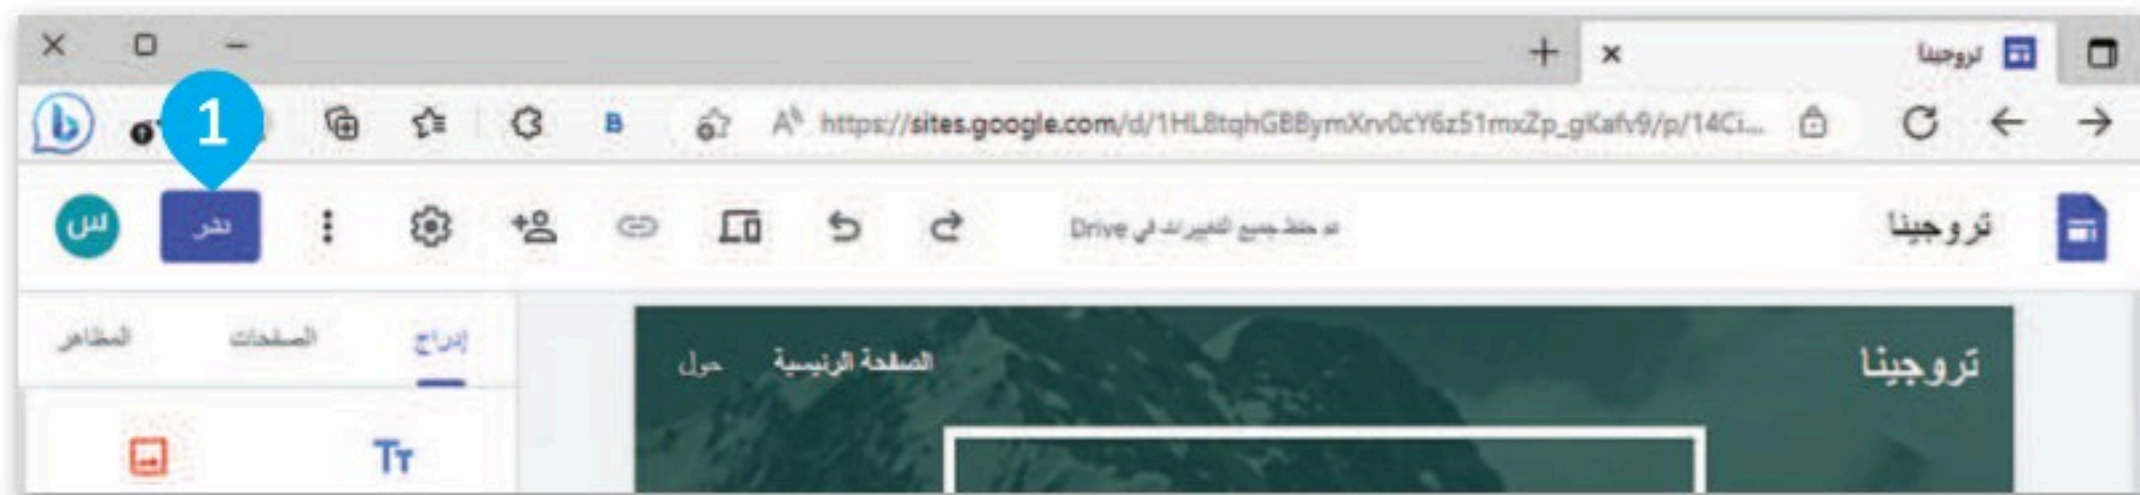 تروجينا
https://sites.google.com/d/1HL8tqhGBBymXrv0cY6z51mxZp_gKafv9/p/14Ci...
B
1
تروجينا
تم حفظ جميع التغييرات في Drive
نشر
س
إدراج الصفحات المظاهر
تروجينا
الصفحة الرئيسية حول